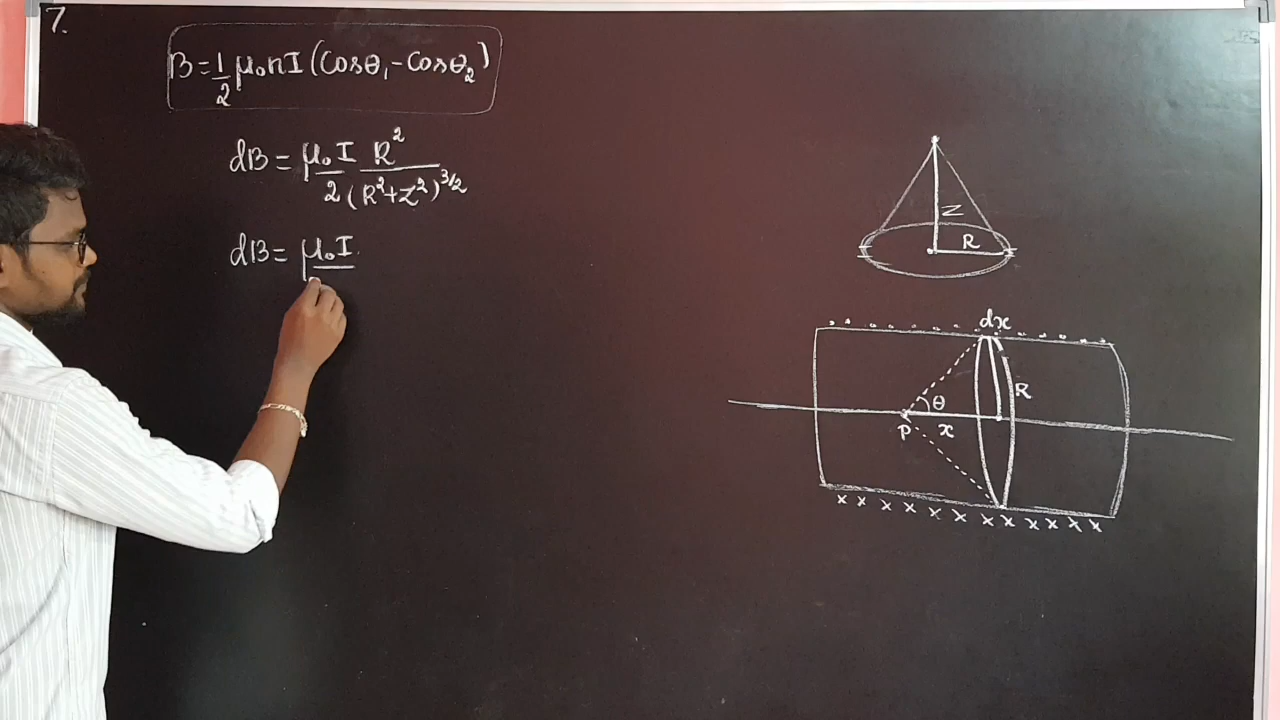 7.
B = 1/2 μ₀nI (Cosθ₁ - Cosθ₂)
dB = μ₀I/2 R²/(R²+Z²)^3/2
dB = μ₀I
Z
R
dx
R
θ
P
x
x x x x x x x x x x x x